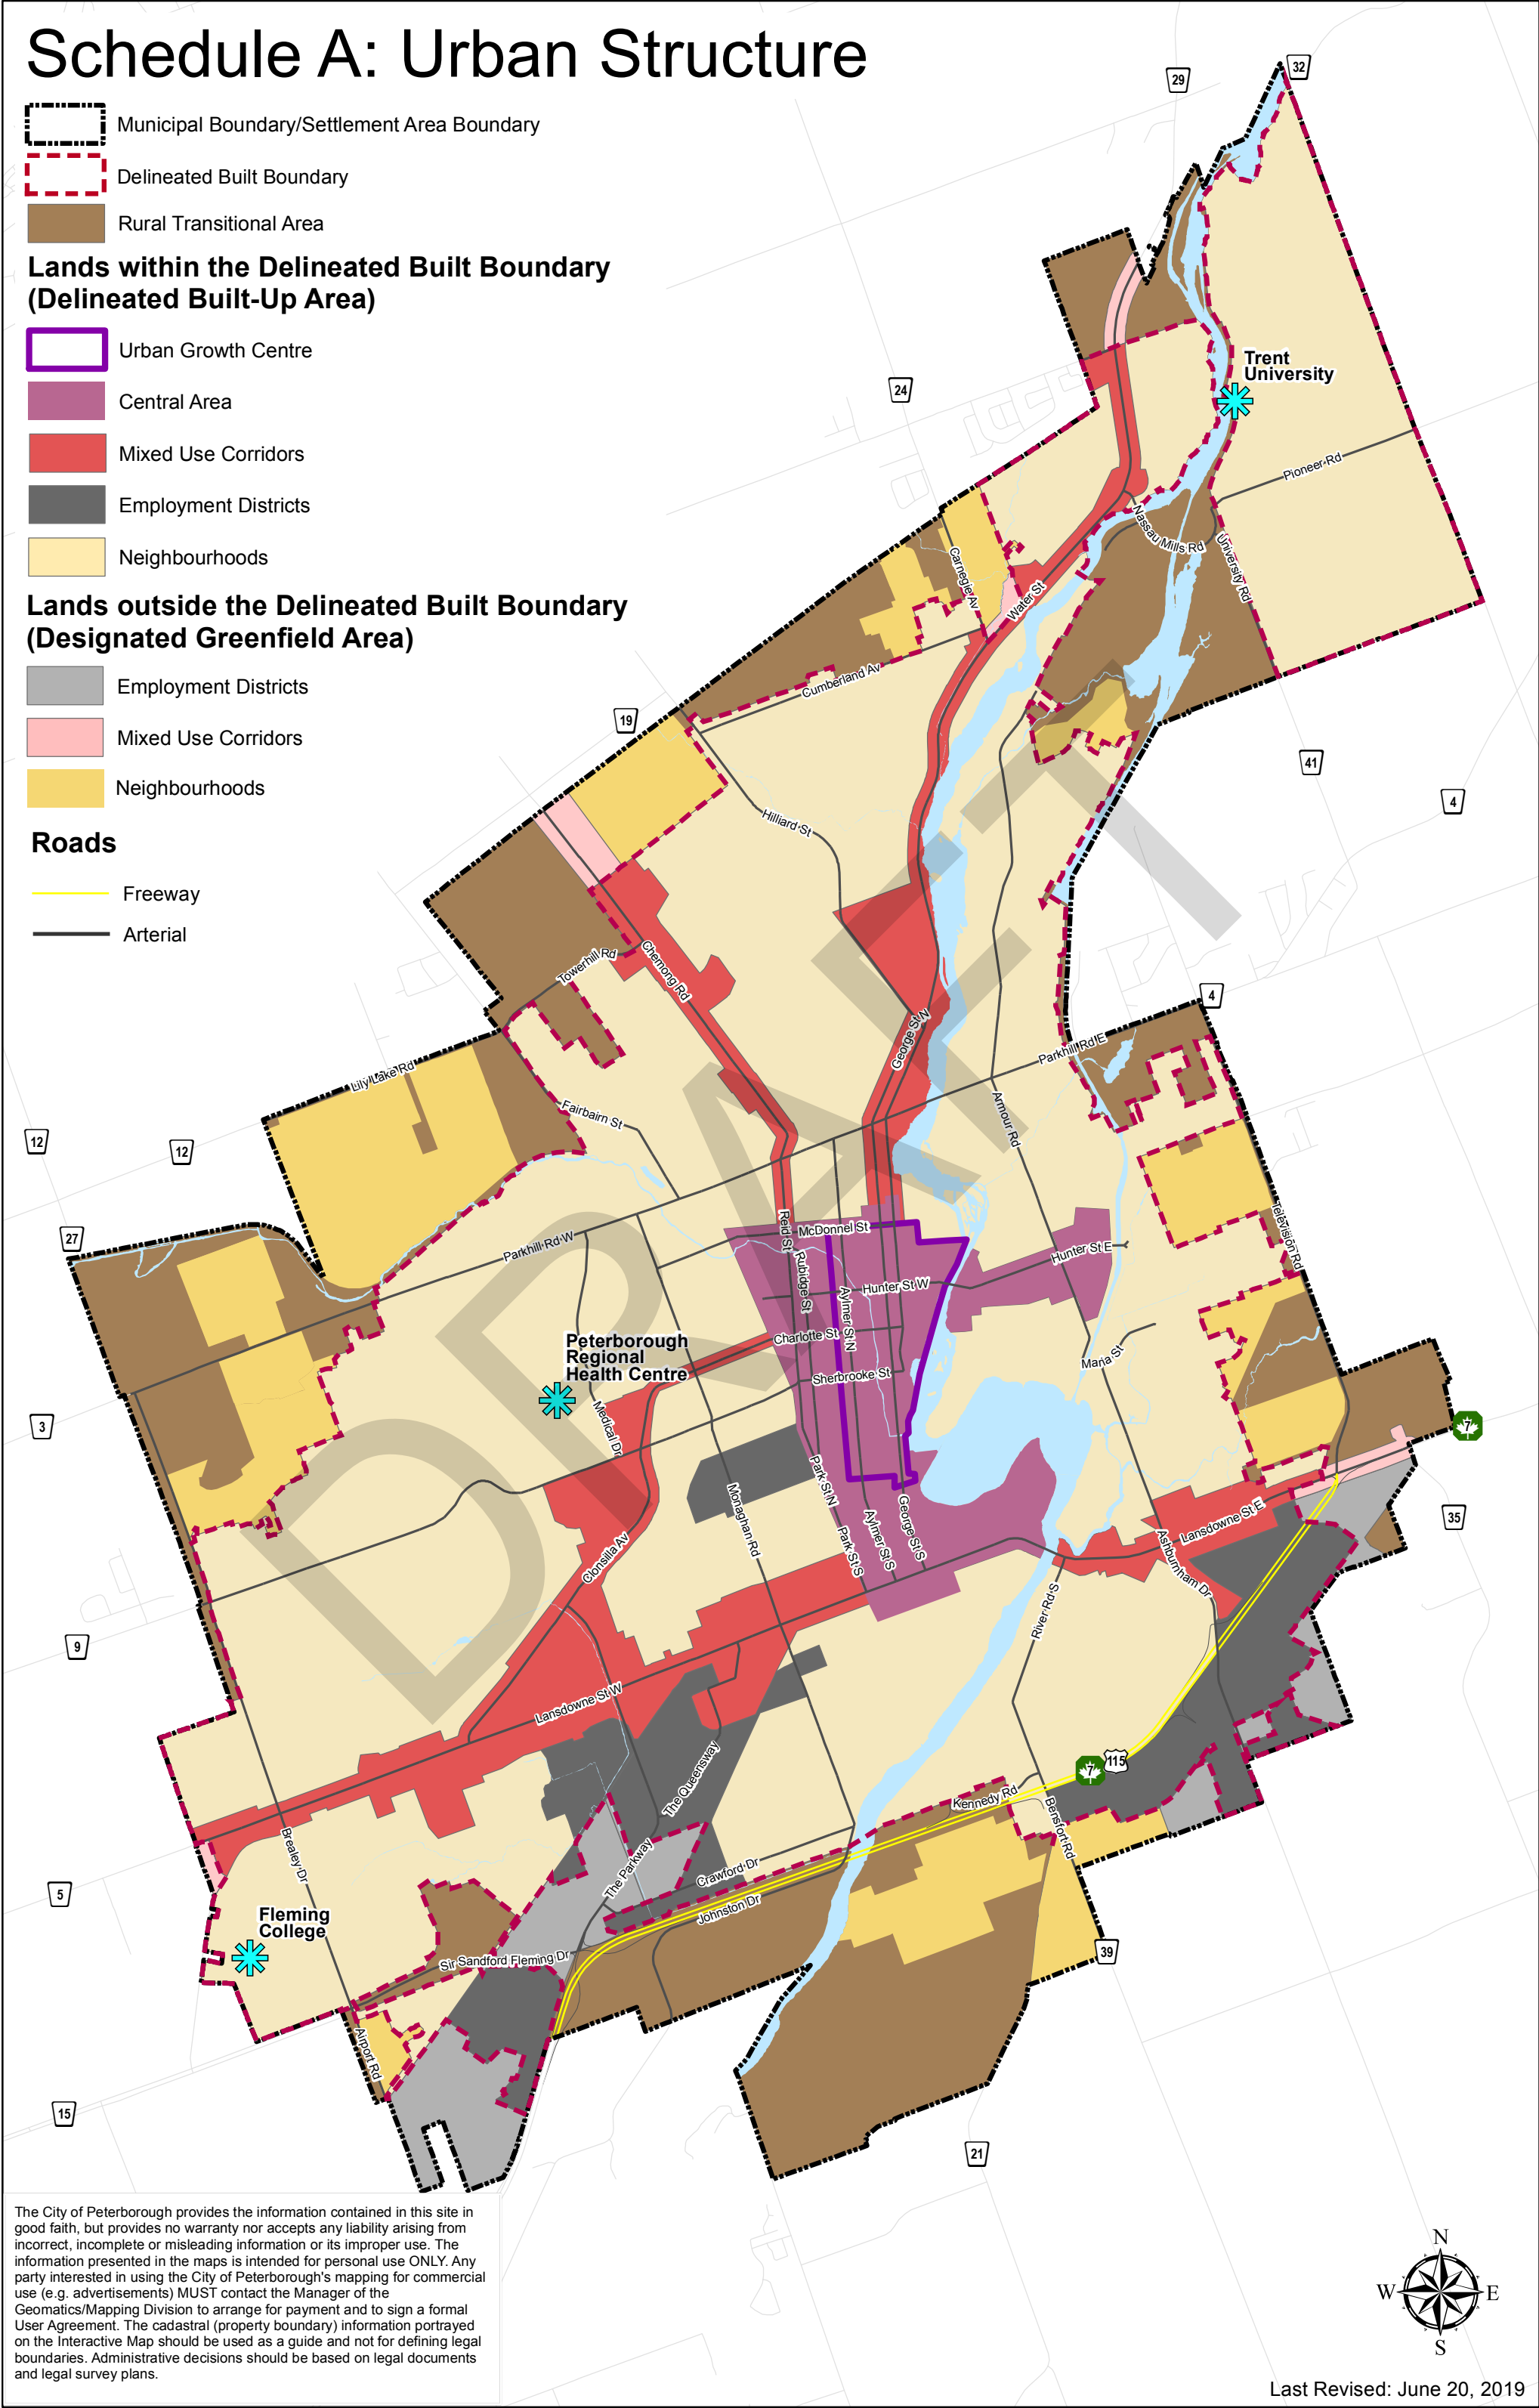 Schedule A: Urban Structure
Municipal Boundary/Settlement Area Boundary
Delineated Built Boundary
Rural Transitional Area
Lands within the Delineated Built Boundary
(Delineated Built-Up Area)
Urban Growth Centre
Central Area
Mixed Use Corridors
Employment Districts
Neighbourhoods
Lands outside the Delineated Built Boundary
(Designated Greenfield Area)
Employment Districts
Mixed Use Corridors
Neighbourhoods
Roads
Freeway
Arterial
29
32
24
Trent
University
Pioneer Rd
Nassau Mills Rd
University Rd
Carnegie Av
Water St
Cumberland Av
19
41
4
Hilliard St
Chemong Rd
Towerhill Rd
4
George St N
Parkhill Rd E
Lily Lake Rd
Fairbairn St
Armour Rd
12
12
27
Parkhill Rd W
Reid St
McDonnel St
Rubidge St
Hunter St W
Hunter St E
Television Rd
Aylmer St N
Charlotte St
Sherbrooke St
Maria St
Peterborough
Regional
Health Centre
Medical Dr
3
7
Park St N
Monaghan Rd
Park St S
Aylmer St S
George St S
Lansdowne St E
Ashburnham Dr
35
Clonsilla Av
River Rd S
9
Lansdowne St W
The Queensway
115
7
Kennedy Rd
Bensfort Rd
Brealey Dr
The Parkway
Crawford Dr
Johnston Dr
5
Fleming
College
Sir Sandford Fleming Dr
39
Airport Rd
15
21
DRAFT
The City of Peterborough provides the information contained in this site in
good faith, but provides no warranty nor accepts any liability arising from
incorrect, incomplete or misleading information or its improper use. The
information presented in the maps is intended for personal use ONLY. Any
party interested in using the City of Peterborough's mapping for commercial
use (e.g. advertisements) MUST contact the Manager of the
Geomatics/Mapping Division to arrange for payment and to sign a formal
User Agreement. The cadastral (property boundary) information portrayed
on the Interactive Map should be used as a guide and not for defining legal
boundaries. Administrative decisions should be based on legal documents
and legal survey plans.
N
W
E
S
Last Revised: June 20, 2019